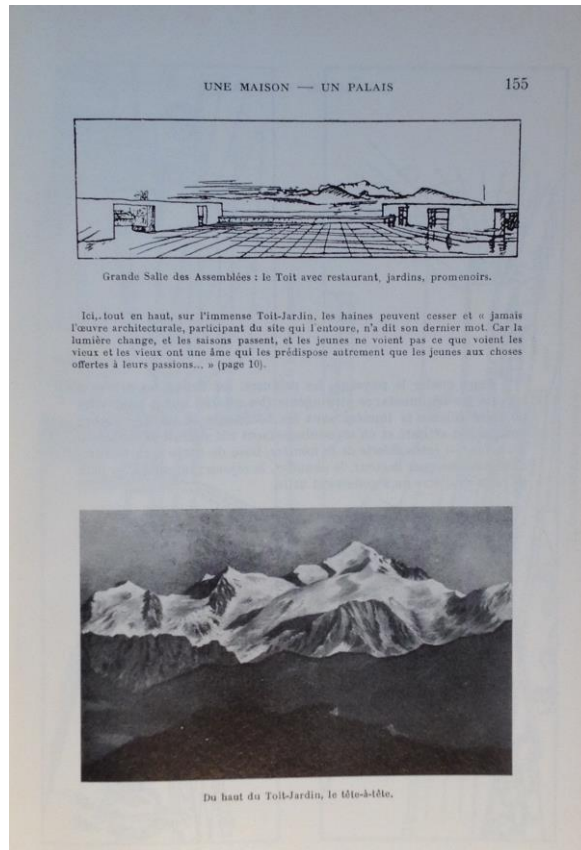 UNE MAISON — UN PALAIS 155
Grande Salle des Assemblées : le Toit avec restaurant, jardins, promenoirs.
Ici, tout en haut, sur l'immense Toit-Jardin, les haines peuvent cesser et « jamais
l'œuvre architecturale, participant du site qui l'entoure, n'a dit son dernier mot. Car la
lumière change, et les saisons passent, et les jeunes ne voient pas ce que voient les
vieux et les vieux ont une âme qui les prédispose autrement que les jeunes aux choses
offertes à leurs passions... » (page 10).
Du haut du Toit-Jardin, le tête-à-tête.